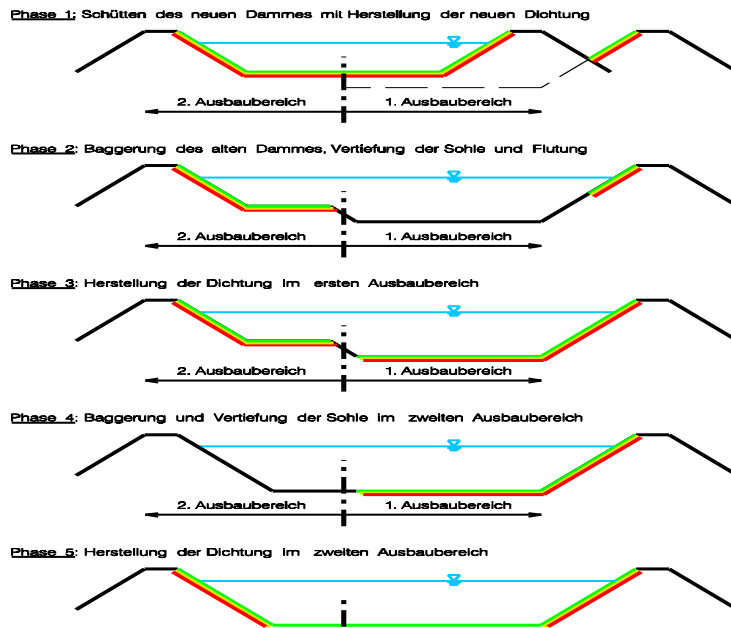 Phase 1: Schütten des neuen Dammes mit Herstellung der neuen Dichtung
2. Ausbaubereich 1. Ausbaubereich
Phase 2: Baggerung des alten Dammes, Vertiefung der Sohle und Flutung
2. Ausbaubereich 1. Ausbaubereich
Phase 3: Herstellung der Dichtung im ersten Ausbaubereich
2. Ausbaubereich 1. Ausbaubereich
Phase 4: Baggerung und Vertiefung der Sohle im zweiten Ausbaubereich
2. Ausbaubereich 1. Ausbaubereich
Phase 5: Herstellung der Dichtung im zweiten Ausbaubereich